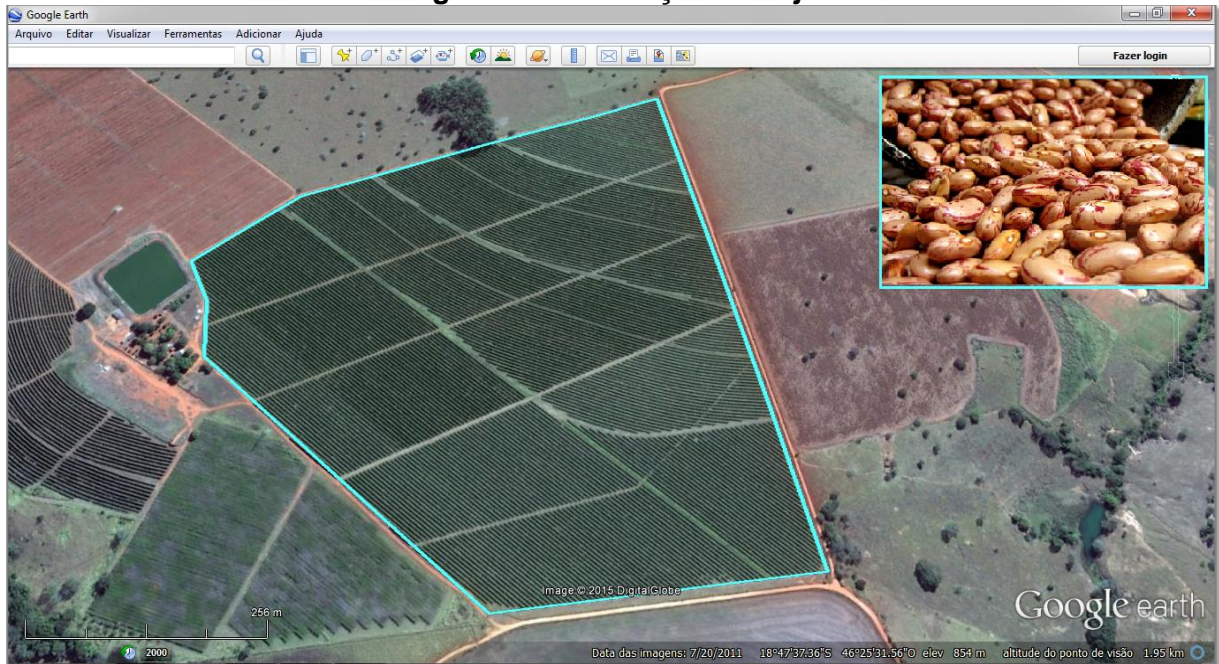 Google Earth
Arquivo Editar Visualizar Ferramentas Adicionar Ajuda
Fazer login
256 m
Image © 2015 DigitalGlobe
Google earth
2000
Data das imagens: 7/20/2011 18°47'37.36"S 46°25'31.56"O elev 854 m altitude do ponto de visão 1.95 km